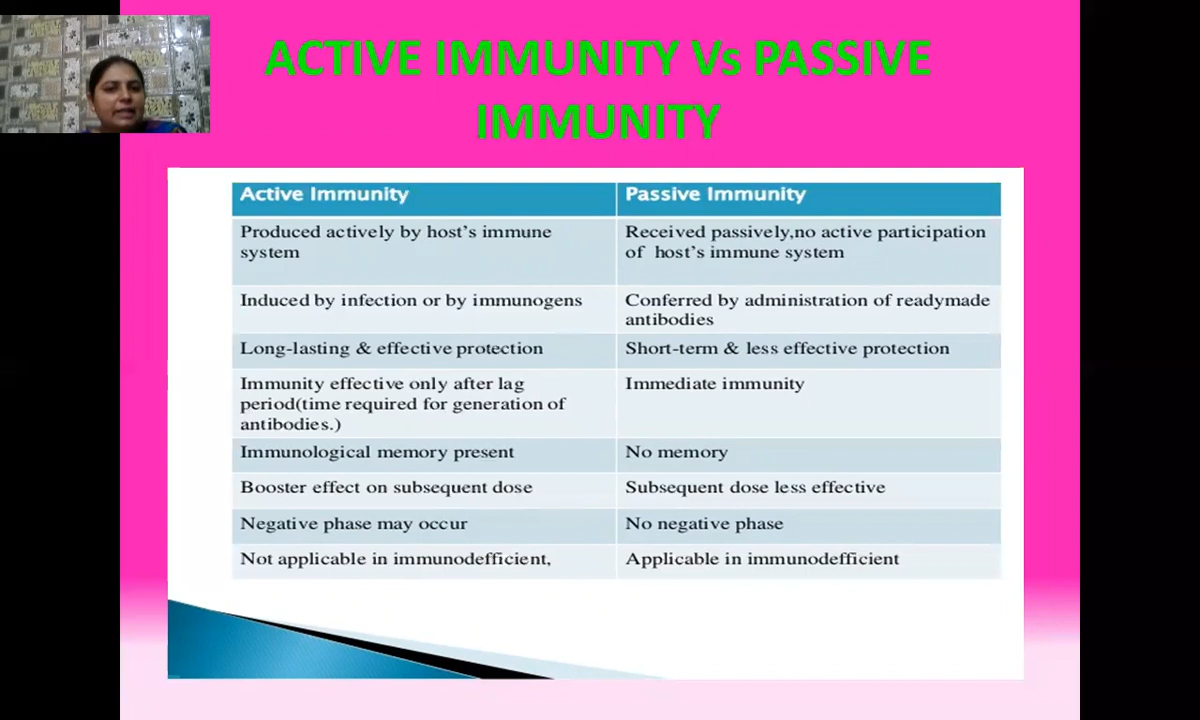 ACTIVE IMMUNITY Vs PASSIVE
IMMUNITY
Active Immunity
Passive Immunity
Produced actively by host's immune
system
Received passively,no active participation
of host's immune system
Induced by infection or by immunogens
Conferred by administration of readymade
antibodies
Long-lasting & effective protection
Short-term & less effective protection
Immunity effective only after lag
period(time required for generation of
antibodies.)
Immediate immunity
Immunological memory present
No memory
Booster effect on subsequent dose
Subsequent dose less effective
Negative phase may occur
No negative phase
Not applicable in immunodefficient,
Applicable in immunodefficient